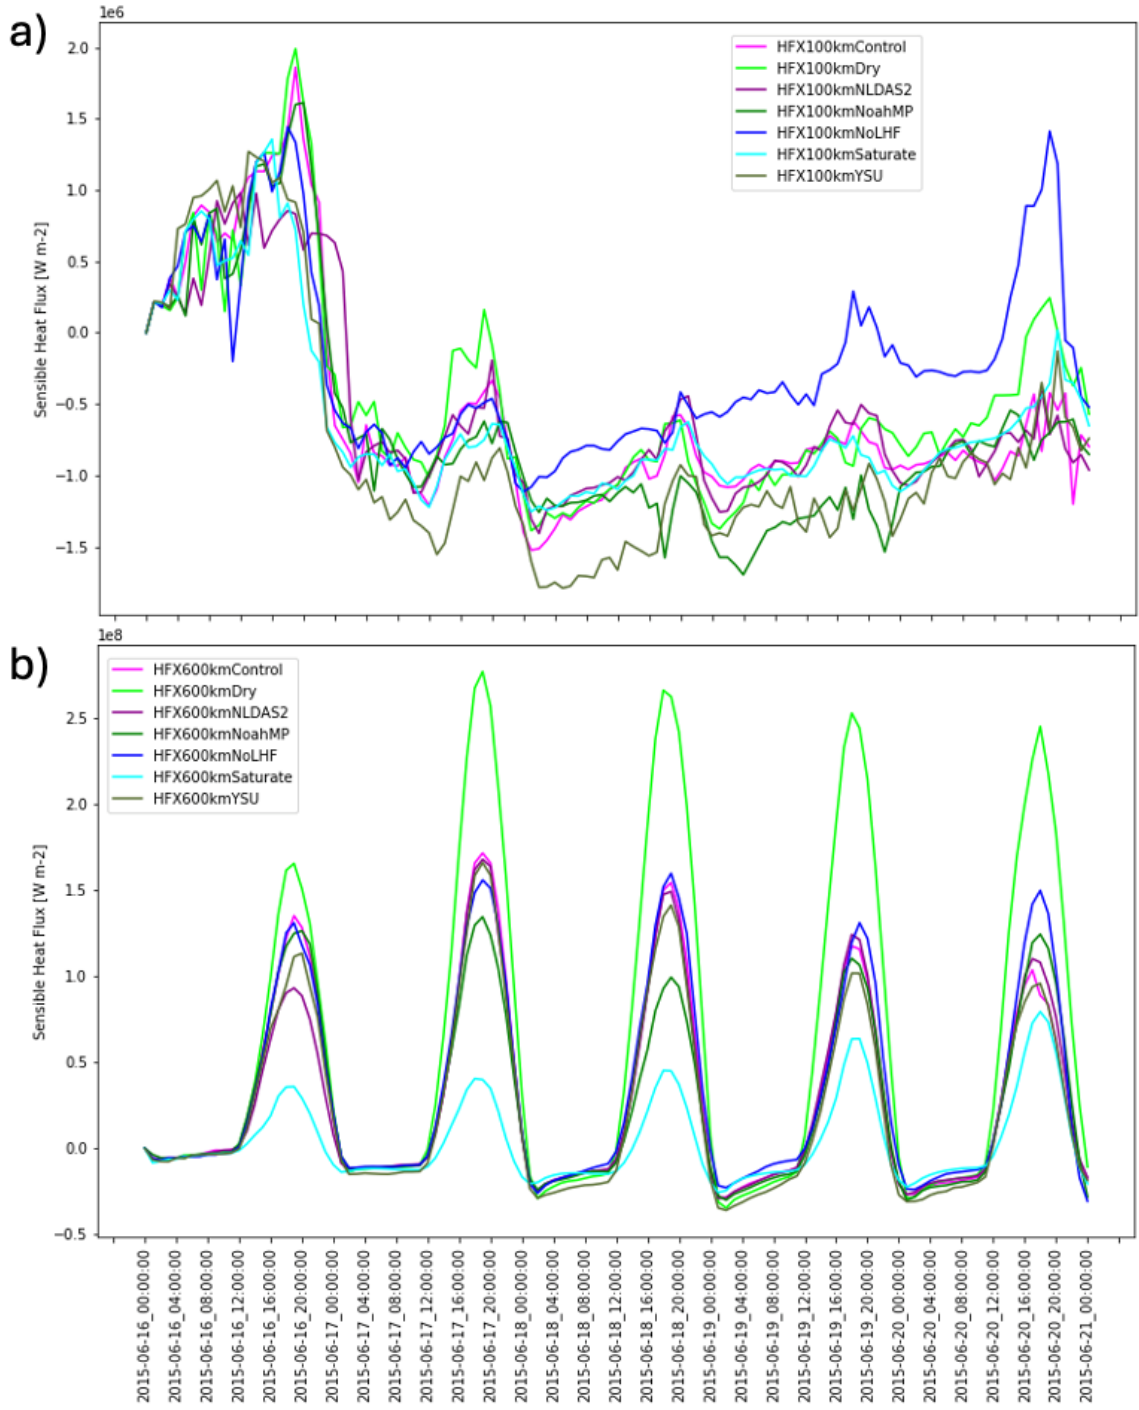 a)
1e6
2.0
1.5
1.0
0.5
0.0
−0.5
−1.0
−1.5
Sensible Heat Flux [W m-2]
HFX100kmControl
HFX100kmDry
HFX100kmNLDAS2
HFX100kmNoahMP
HFX100kmNoLHF
HFX100kmSaturate
HFX100kmYSU
b)
1e8
HFX600kmControl
HFX600kmDry
HFX600kmNLDAS2
HFX600kmNoahMP
HFX600kmNoLHF
HFX600kmSaturate
HFX600kmYSU
2.5
2.0
1.5
1.0
0.5
0.0
−0.5
Sensible Heat Flux [W m-2]
2015-06-16_00:00:00
2015-06-16_04:00:00
2015-06-16_08:00:00
2015-06-16_12:00:00
2015-06-16_16:00:00
2015-06-16_20:00:00
2015-06-17_00:00:00
2015-06-17_04:00:00
2015-06-17_08:00:00
2015-06-17_12:00:00
2015-06-17_16:00:00
2015-06-17_20:00:00
2015-06-18_00:00:00
2015-06-18_04:00:00
2015-06-18_08:00:00
2015-06-18_12:00:00
2015-06-18_16:00:00
2015-06-18_20:00:00
2015-06-19_00:00:00
2015-06-19_04:00:00
2015-06-19_08:00:00
2015-06-19_12:00:00
2015-06-19_16:00:00
2015-06-19_20:00:00
2015-06-20_00:00:00
2015-06-20_04:00:00
2015-06-20_08:00:00
2015-06-20_12:00:00
2015-06-20_16:00:00
2015-06-20_20:00:00
2015-06-21_00:00:00